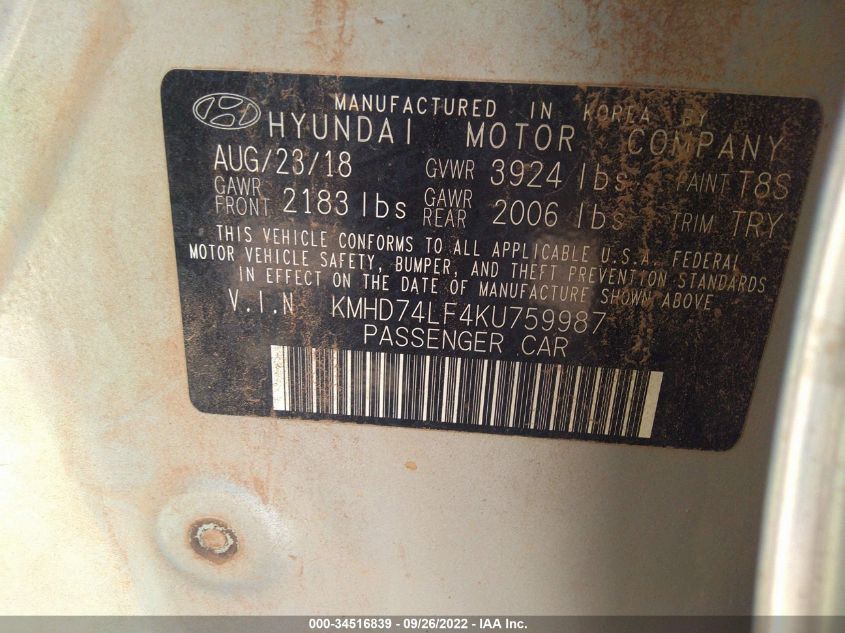 MANUFACTURED IN KOREA BY
HYUNDAI MOTOR COMPANY
AUG/23/18 GVWR 3924 lbs PAINT T8S
GAWR FRONT 2183 lbs GAWR REAR 2006 lbs TRIM TRY
THIS VEHICLE CONFORMS TO ALL APPLICABLE U.S.A. FEDERAL
MOTOR VEHICLE SAFETY, BUMPER, AND THEFT PREVENTION STANDARDS
IN EFFECT ON THE DATE OF MANUFACTURE SHOWN ABOVE
V.I.N KMHD74LF4KU759987
PASSENGER CAR
000-34516839 - 09/26/2022 - IAA Inc.